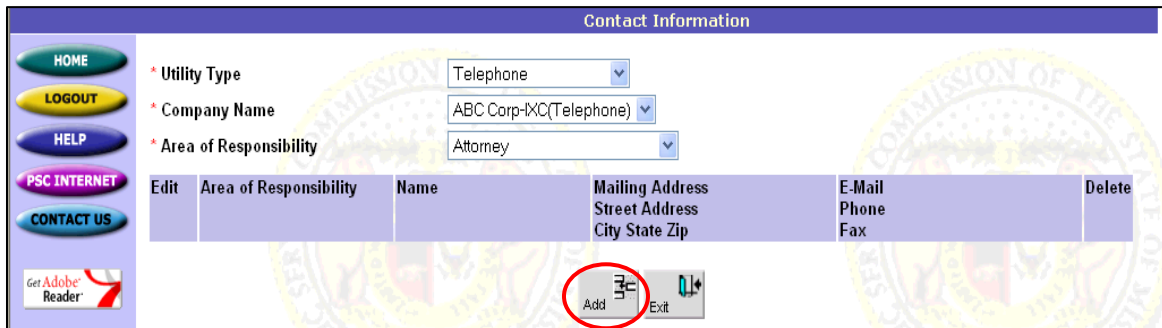 Contact Information
HOME
LOGOUT
HELP
PSC INTERNET
CONTACT US
Get Adobe
Reader
* Utility Type Telephone
* Company Name ABC Corp-IXC(Telephone)
* Area of Responsibility Attorney
Edit Area of Responsibility Name Mailing Address E-Mail Delete
Street Address Phone
City State Zip Fax
Add Exit